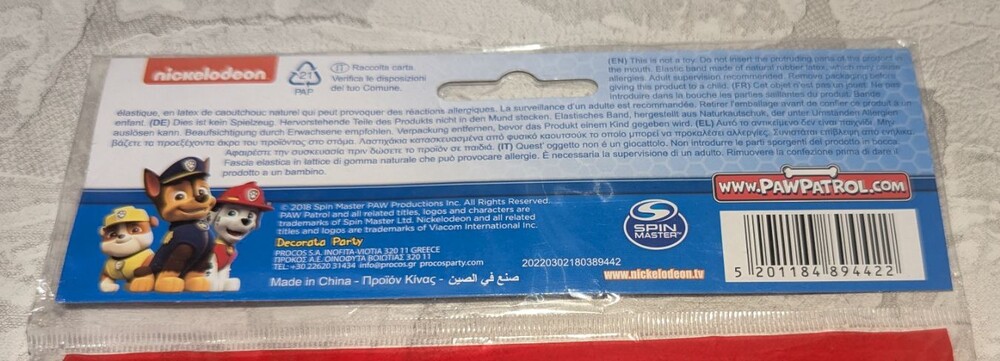 nickelodeon
21
PAP
(IT) Raccolta carta.
Verifica le disposizioni
del tuo Comune.
(EN) This is not a toy. Do not insert the protruding parts of the product in
the mouth. Elastic band made of natural rubber latex, which may cause
allergies. Adult supervision recommended. Remove packaging before
giving this product to a child. (FR) Cet objet n'est pas un jouet. Ne pas
introduire dans la bouche les parties saillantes du produit. Bande
élastique, en latex de caoutchouc naturel qui peut provoquer des réactions allergiques. La surveillance d'un adulte est recommandée. Retirer l'emballage avant de confier ce produit à un
enfant. (DE) Dies ist kein Spielzeug. Hervorstehende Teile des Produkts nicht in den Mund stecken. Elastisches Band, hergestellt aus Naturkautschuk, der unter Umständen Allergien
auslösen kann. Beaufsichtigung durch Erwachsene empfohlen. Verpackung entfernen, bevor das Produkt einem Kind gegeben wird. (EL) Αυτό το αντικείμενο δεν είναι παιχνίδι. Μην
βάζετε τα προεξέχοντα άκρα του προϊόντος στο στόμα. Λαστιχάκιο κατασκευασμένο από φυσικό καουτσούκ το οποίο μπορεί να προκαλέσει αλλεργίες. Συνιστάται επίβλεψη από ενήλικα.
Αφαιρέστε την συσκευασία πριν δώσετε το προϊόν σε παιδιά. (IT) Quest' oggetto non è un giocattolo. Non introdurre le parti sporgenti del prodotto in bocca.
Fascia elastica in lattice di gomma naturale che può provocare allergie. È necessaria la supervisione di un adulto. Rimuovere la confezione prima di dare il
prodotto a un bambino.
© 2018 Spin Master PAW Productions Inc. All Rights Reserved.
PAW Patrol and all related titles, logos and characters are
trademarks of Spin Master Ltd. Nickelodeon and all related
titles and logos are trademarks of Viacom International Inc.
Decorata Party
PROCOS S.A. INOFITA-VIOTIA 320 11 GREECE
ΠΡΟΚΟΣ Α.Ε. ΟΙΝΟΦΥΤΑ ΒΟΙΩΤΙΑΣ 320 11
TEL: +30 22620 31434 info@procos.gr procosparty.com
Made in China - Προϊόν Κίνας - صنع في الصين
20220302180389442
SPIN
MASTER™
www.nickelodeon.tv
WWW.PAWPATROL.COM
5 201184 894422